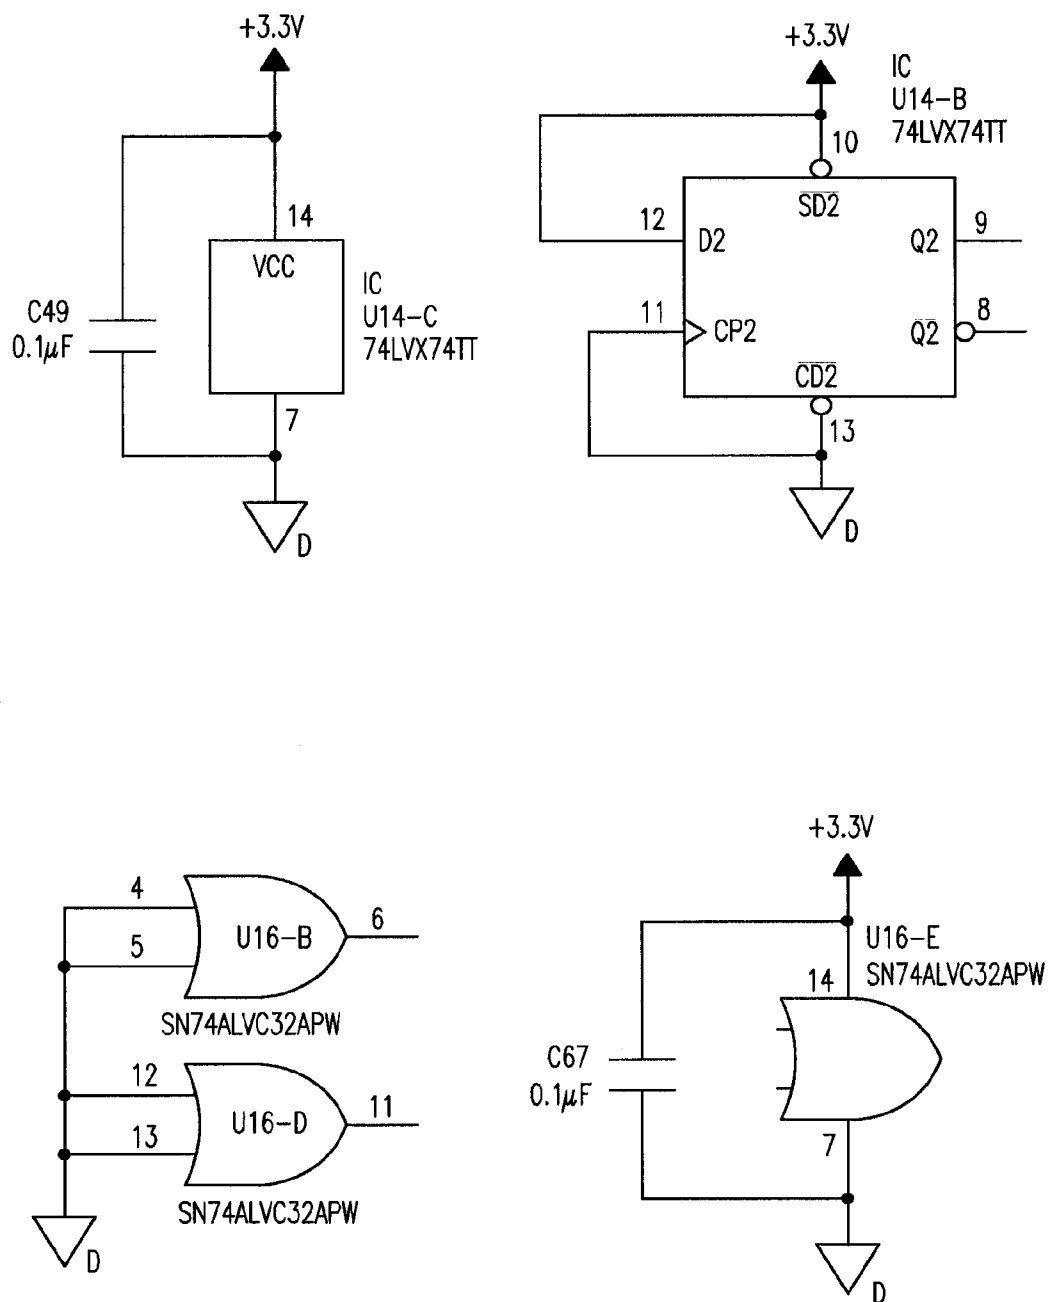 +3.3V
14
VCC
C49
0.1μF
IC
U14-C
74LVX74TT
7
D
+3.3V
IC
U14-B
74LVX74TT
10
SD2
12
D2
Q2
9
11
CP2
Q2
8
CD2
13
D
4
5
U16-B
6
SN74ALVC32APW
12
13
U16-D
11
SN74ALVC32APW
D
+3.3V
U16-E
SN74ALVC32APW
14
C67
0.1μF
7
D